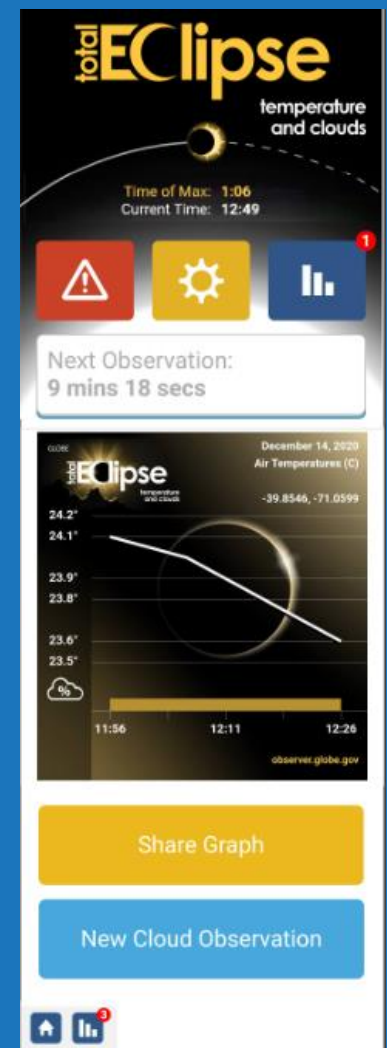 total EClipse
temperature
and clouds
Time of Max: 1:06
Current Time: 12:49
1
Next Observation:
9 mins 18 secs
GLOBE
December 14, 2020
Air Temperatures (C)
total EClipse
temperature
and clouds
-39.8546, -71.0599
24.2°
24.1°
23.9°
23.8°
23.6°
23.5°
%
11:56 12:11 12:26
observer.globe.gov
Share Graph
New Cloud Observation
3